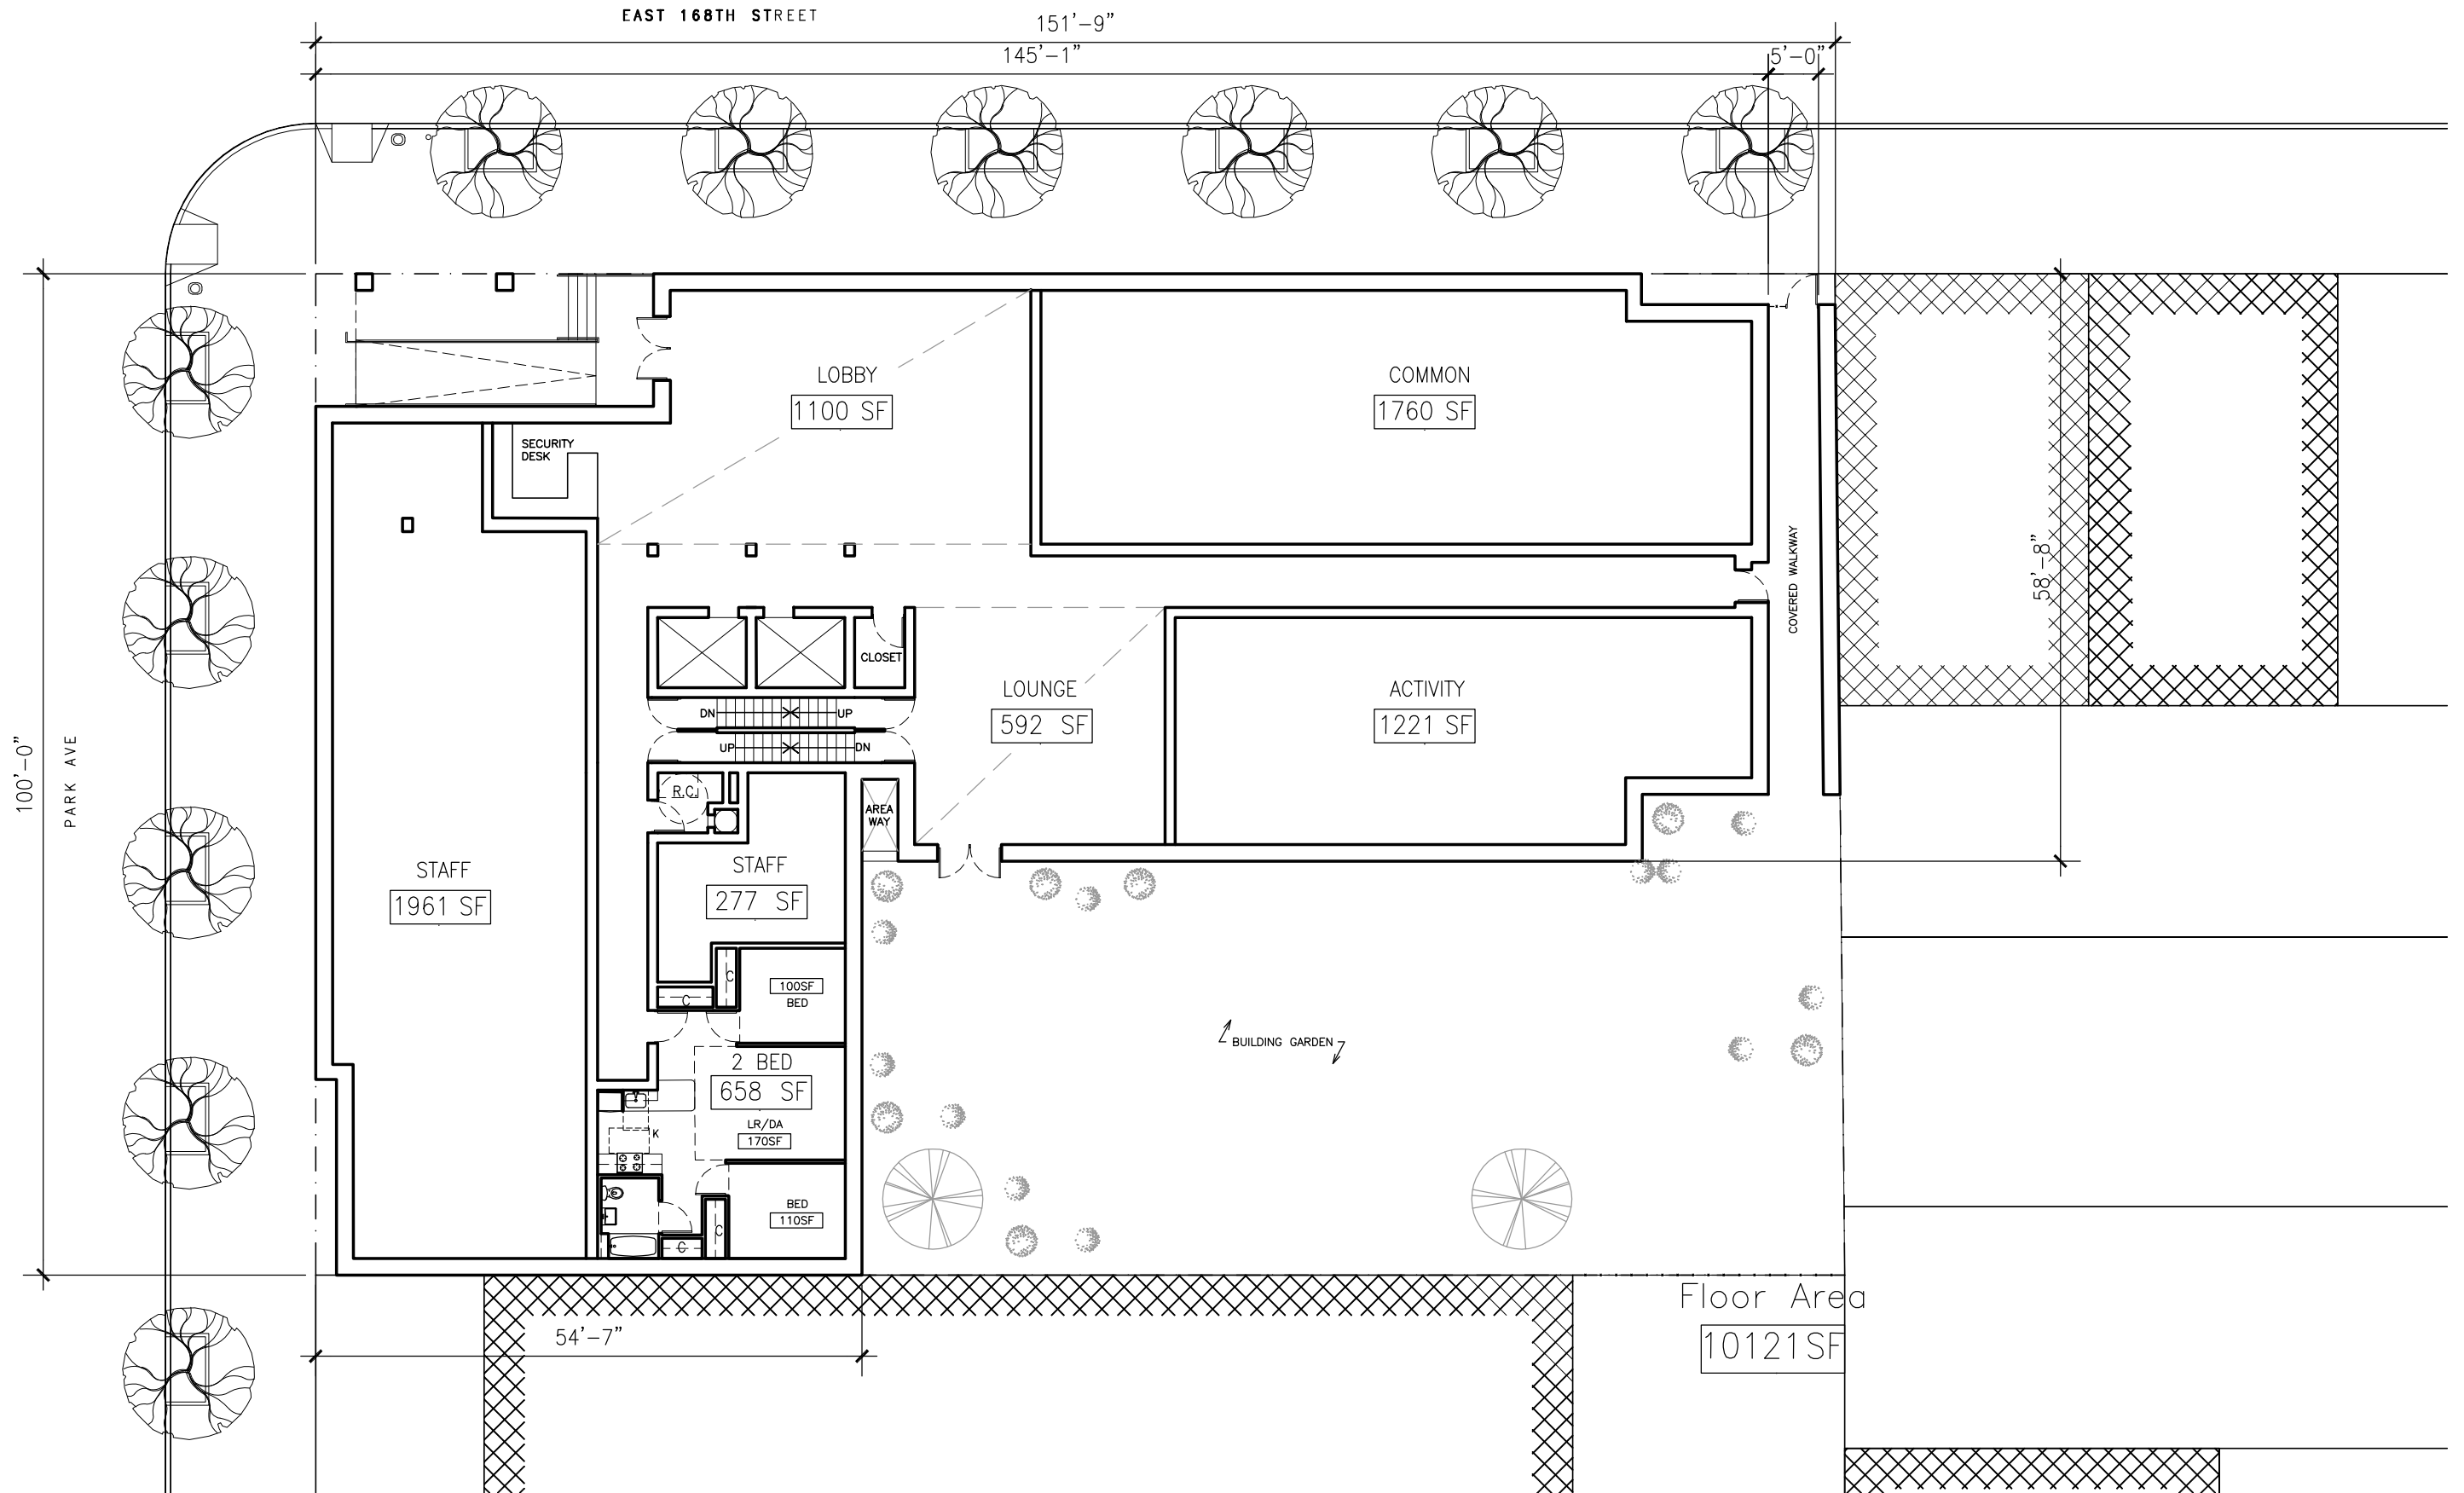 EAST 168TH STREET
151'-9"
145'-1"
5'-0"
LOBBY
1100 SF
COMMON
1760 SF
SECURITY
DESK
COVERED WALKWAY
58'-8"
CLOSET
LOUNGE
592 SF
ACTIVITY
1221 SF
DN
UP
UP
DN
100'-0"
PARK AVE
R.C.
AREA
WAY
STAFF
1961 SF
STAFF
277 SF
C
C
100SF
BED
BUILDING GARDEN
2 BED
658 SF
LR/DA
170SF
K
BED
110SF
C
C
Floor Area
10121SF
54'-7"